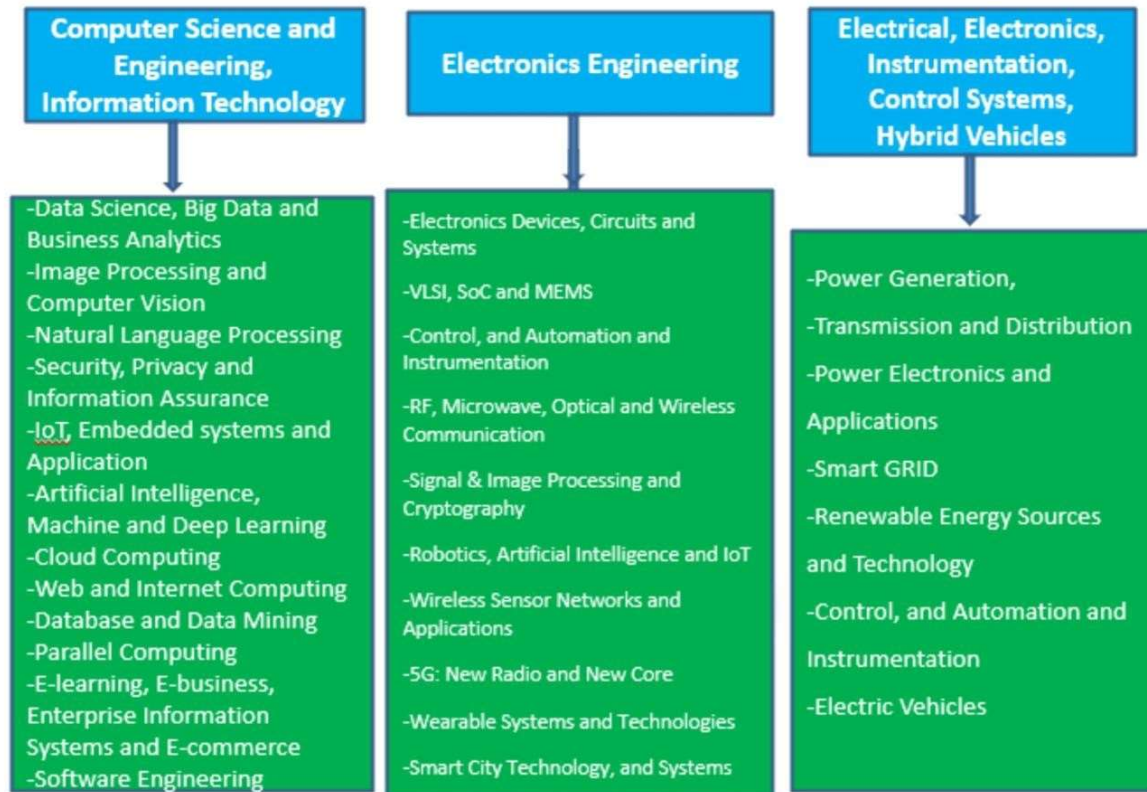 Computer Science and
Engineering,
Information Technology
-Data Science, Big Data and
Business Analytics
-Image Processing and
Computer Vision
-Natural Language Processing
-Security, Privacy and
Information Assurance
-IoT, Embedded systems and
Application
-Artificial Intelligence,
Machine and Deep Learning
-Cloud Computing
-Web and Internet Computing
-Database and Data Mining
-Parallel Computing
-E-learning, E-business,
Enterprise Information
Systems and E-commerce
-Software Engineering
Electronics Engineering
-Electronics Devices, Circuits and
Systems
-VLSI, SoC and MEMS
-Control, and Automation and
Instrumentation
-RF, Microwave, Optical and Wireless
Communication
-Signal & Image Processing and
Cryptography
-Robotics, Artificial Intelligence and IoT
-Wireless Sensor Networks and
Applications
-5G: New Radio and New Core
-Wearable Systems and Technologies
-Smart City Technology, and Systems
Electrical, Electronics,
Instrumentation,
Control Systems,
Hybrid Vehicles
-Power Generation,
-Transmission and Distribution
-Power Electronics and
Applications
-Smart GRID
-Renewable Energy Sources
and Technology
-Control, and Automation and
Instrumentation
-Electric Vehicles